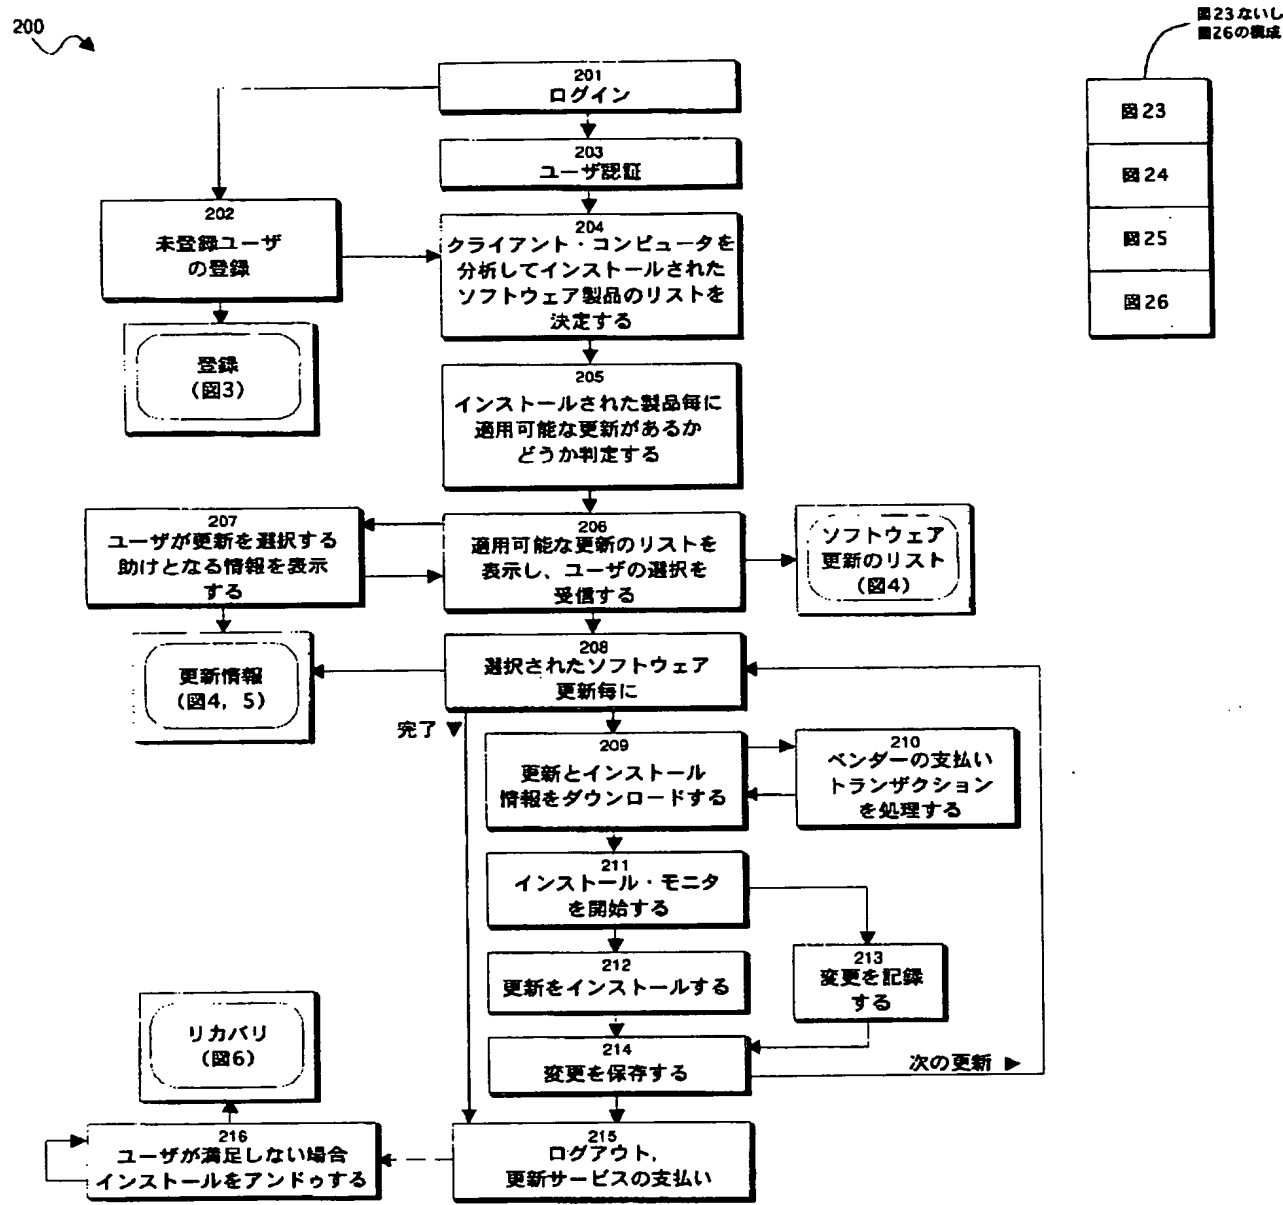 200
図23ないし
図26の構成
図23
図24
図25
図26
201
ログイン
203
ユーザ認証
202
未登録ユーザ
の登録
204
クライアント・コンピュータを
分析してインストールされた
ソフトウェア製品のリストを
決定する
登録
(図3)
205
インストールされた製品毎に
適用可能な更新があるか
どうか判定する
207
ユーザが更新を選択する
助けとなる情報を表示
する
206
適用可能な更新のリストを
表示し、ユーザの選択を
受信する
ソフトウェア
更新のリスト
(図4)
更新情報
(図4, 5)
208
選択されたソフトウェア
更新毎に
完了 ▼
209
更新とインストール
情報をダウンロードする
210
ベンダーの支払い
トランザクション
を処理する
211
インストール・モニタ
を開始する
212
更新をインストールする
213
変更を記録
する
214
変更を保存する
次の更新 ▶
リカバリ
(図6)
216
ユーザが満足しない場合
インストールをアンドゥする
215
ログアウト,
更新サービスの支払い